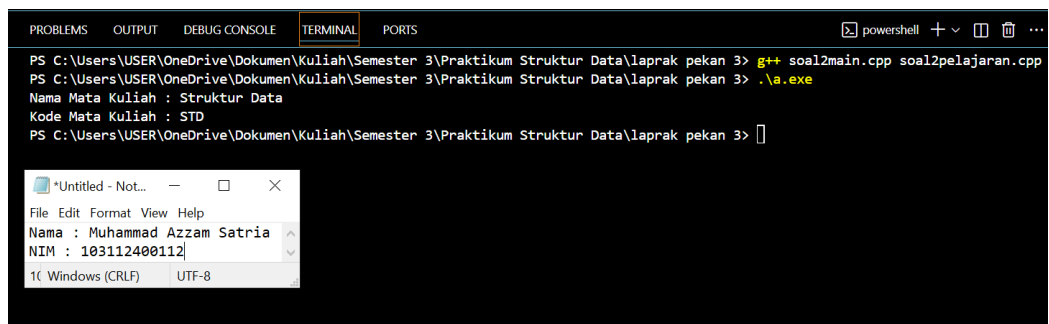 PROBLEMS OUTPUT DEBUG CONSOLE TERMINAL PORTS powershell
PS C:\Users\USER\OneDrive\Dokumen\Kuliah\Semester 3\Praktikum Struktur Data\laprak pekan 3> g++ soal2main.cpp soal2pelajaran.cpp
PS C:\Users\USER\OneDrive\Dokumen\Kuliah\Semester 3\Praktikum Struktur Data\laprak pekan 3> .\a.exe
Nama Mata Kuliah : Struktur Data
Kode Mata Kuliah : STD
PS C:\Users\USER\OneDrive\Dokumen\Kuliah\Semester 3\Praktikum Struktur Data\laprak pekan 3>
*Untitled - Not...
File Edit Format View Help
Nama : Muhammad Azzam Satria
NIM : 103112400112
Windows (CRLF) UTF-8